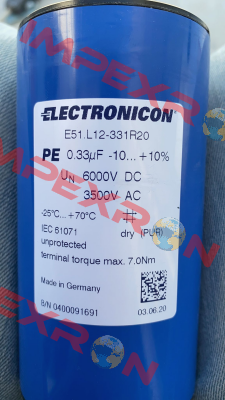 ELECTRONICON
E51.L12-331R20
PE 0.33µF -10...+10%
UN 6000V DC
3500V AC
-25°C...+70°C
IEC 61071 dry (PUR)
unprotected
terminal torque max. 7.0Nm
Made in Germany
03.06.20
B/N 0400091691
IMPEXRON